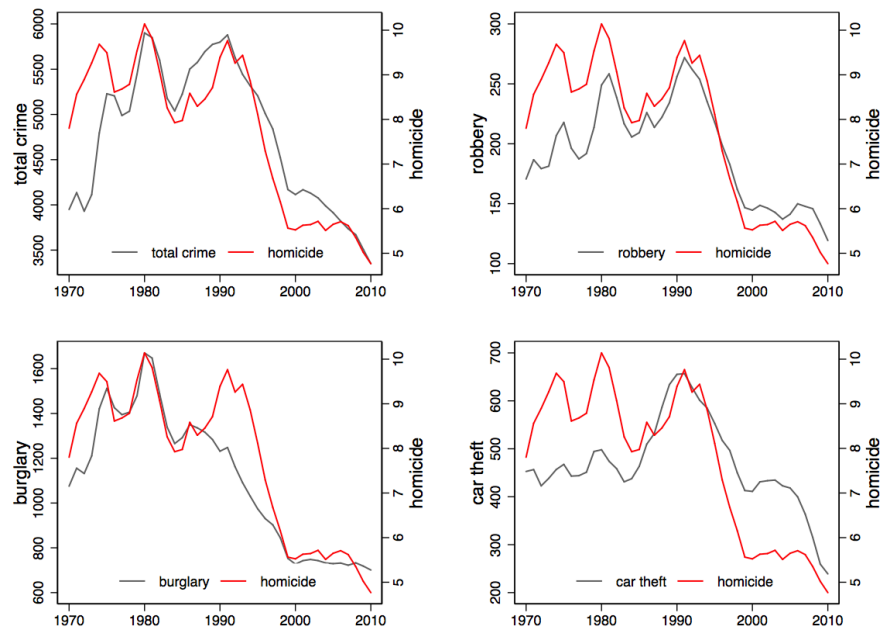 total crime
6000
5500
5000
4500
4000
3500
10
9
8
7
6
5
homicide
total crime homicide
1970 1980 1990 2000 2010
robbery
300
250
200
150
100
10
9
8
7
6
5
homicide
robbery homicide
1970 1980 1990 2000 2010
burglary
1600
1400
1200
1000
800
600
10
9
8
7
6
5
homicide
burglary homicide
1970 1980 1990 2000 2010
car theft
700
600
500
400
300
200
10
9
8
7
6
5
homicide
car theft homicide
1970 1980 1990 2000 2010